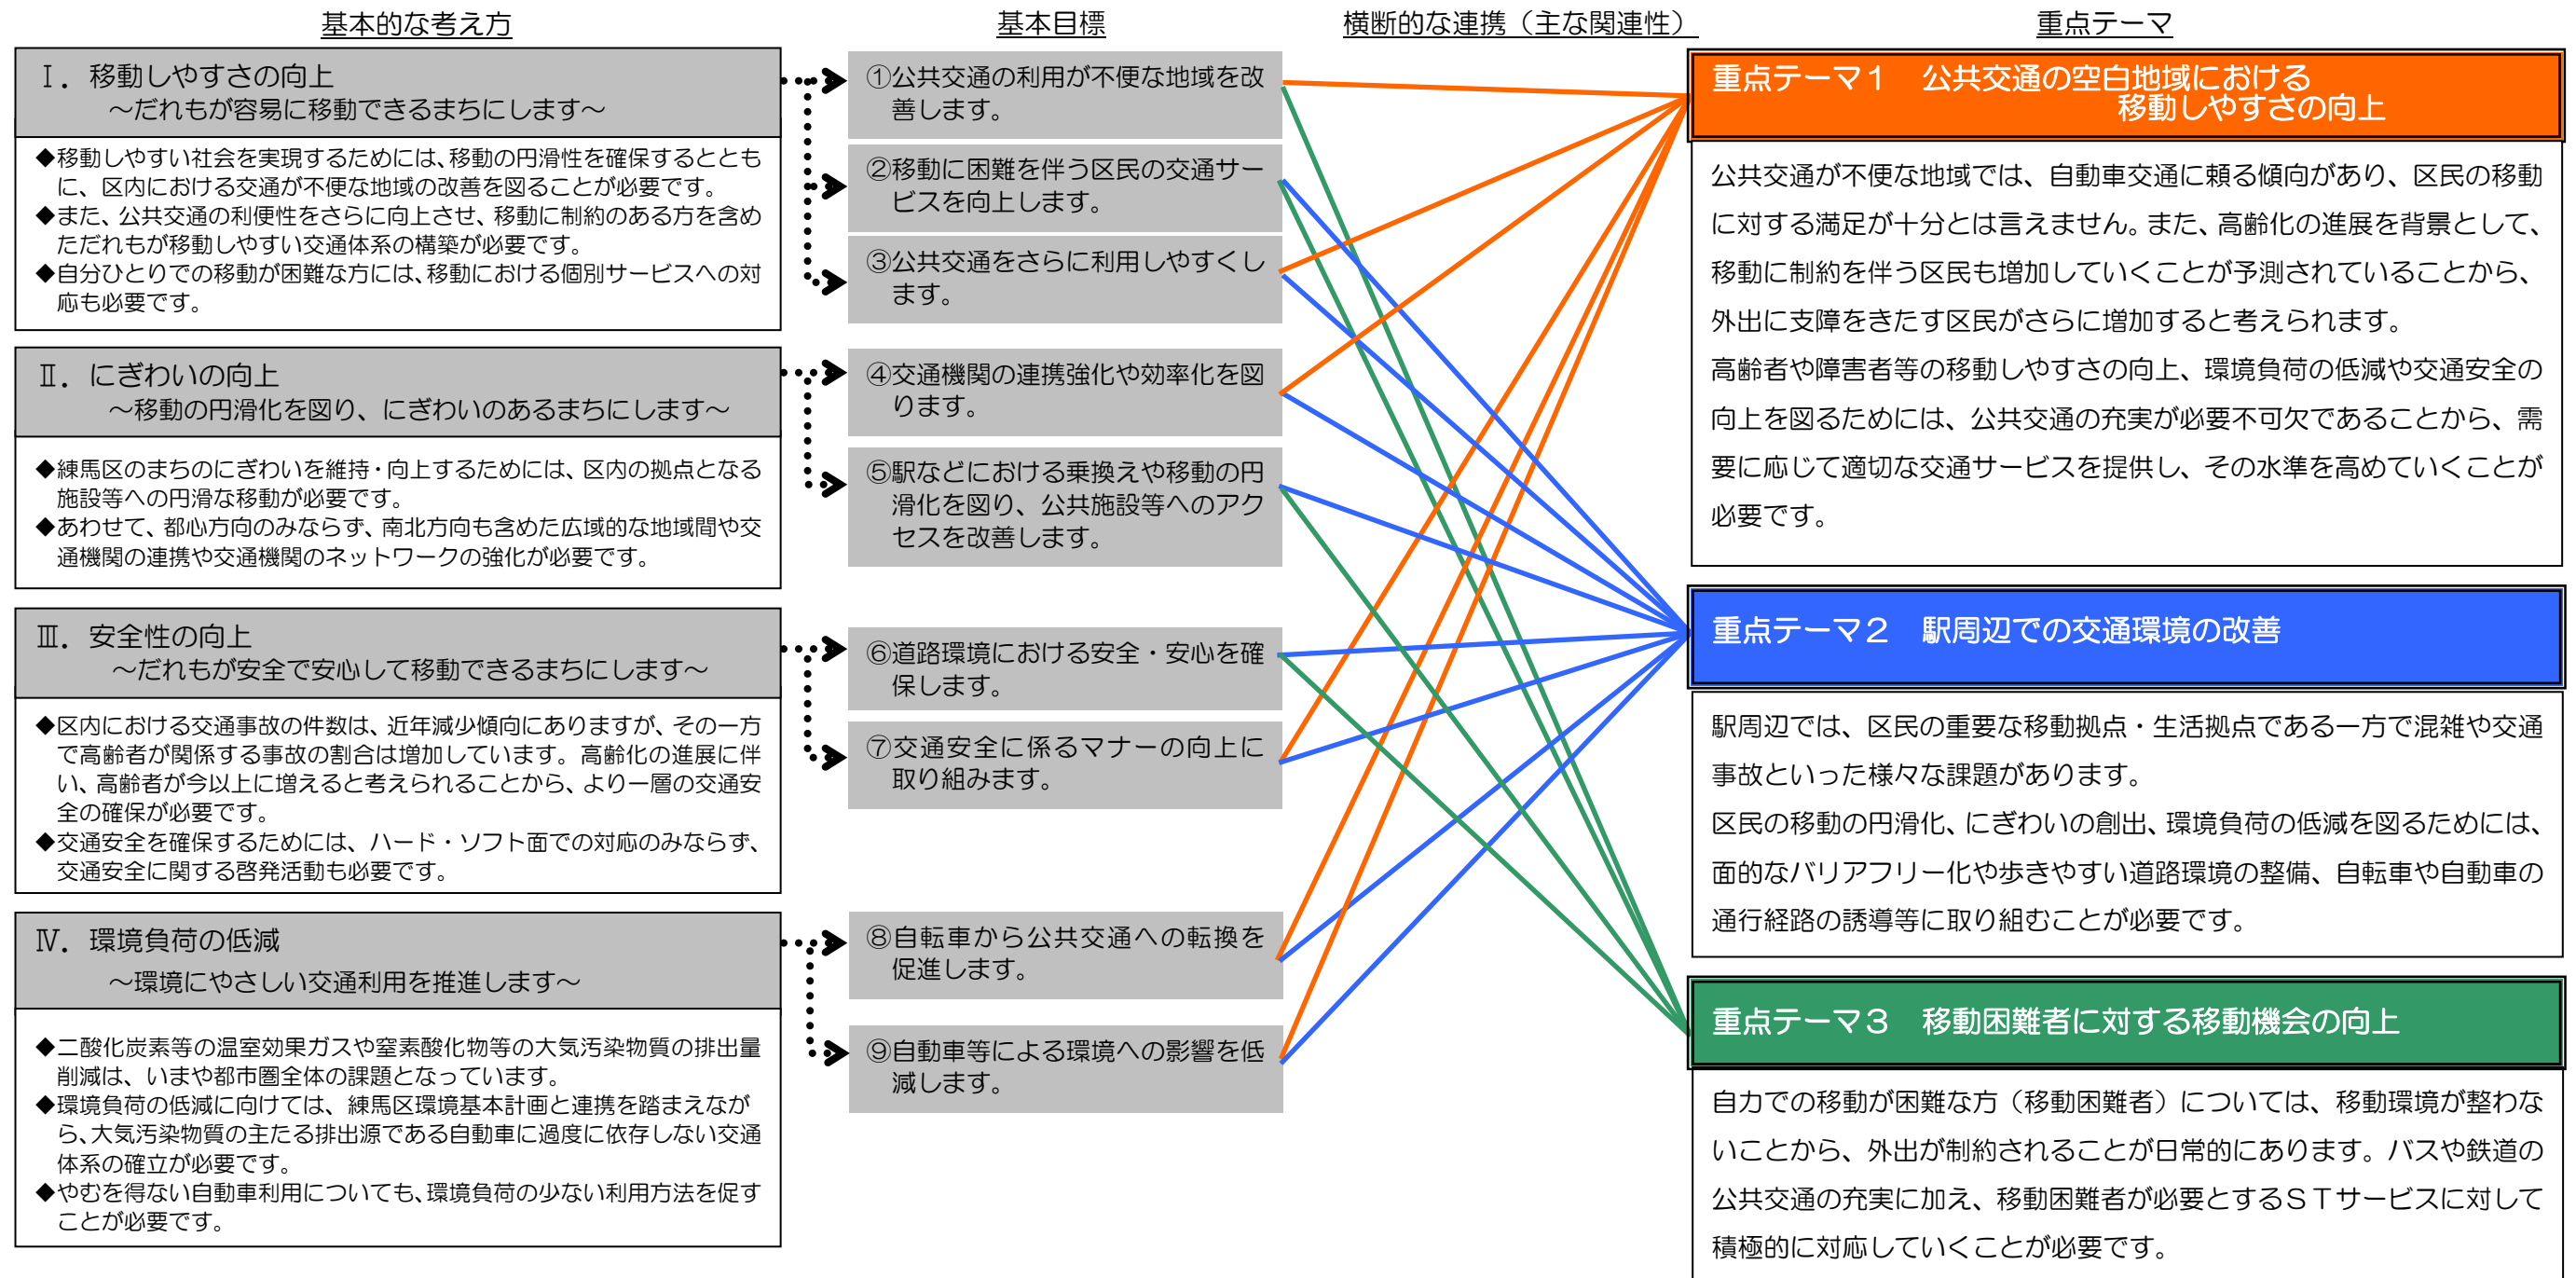 基本的な考え方
基本目標
横断的な連携（主な関連性）
重点テーマ
Ⅰ．移動しやすさの向上
～だれもが容易に移動できるまちにします～
◆移動しやすい社会を実現するためには、移動の円滑性を確保するととも
に、区内における交通が不便な地域の改善を図ることが必要です。
◆また、公共交通の利便性をさらに向上させ、移動に制約のある方を含め
ただれもが移動しやすい交通体系の構築が必要です。
◆自分ひとりでの移動が困難な方には、移動における個別サービスへの対
応も必要です。
Ⅱ．にぎわいの向上
～移動の円滑化を図り、にぎわいのあるまちにします～
◆練馬区のまちのにぎわいを維持・向上するためには、区内の拠点となる
施設等への円滑な移動が必要です。
◆あわせて、都心方向のみならず、南北方向も含めた広域的な地域間や交
通機関の連携や交通機関のネットワークの強化が必要です。
Ⅲ．安全性の向上
～だれもが安全で安心して移動できるまちにします～
◆区内における交通事故の件数は、近年減少傾向にありますが、その一方
で高齢者が関係する事故の割合は増加しています。高齢化の進展に伴
い、高齢者が今以上に増えると考えられることから、より一層の交通安
全の確保が必要です。
◆交通安全を確保するためには、ハード・ソフト面での対応のみならず、
交通安全に関する啓発活動も必要です。
Ⅳ．環境負荷の低減
～環境にやさしい交通利用を推進します～
◆二酸化炭素等の温室効果ガスや窒素酸化物等の大気汚染物質の排出量
削減は、いまや都市圏全体の課題となっています。
◆環境負荷の低減に向けては、練馬区環境基本計画と連携を踏まえなが
ら、大気汚染物質の主たる排出源である自動車に過度に依存しない交通
体系の確立が必要です。
◆やむを得ない自動車利用についても、環境負荷の少ない利用方法を促す
ことが必要です。
①公共交通の利用が不便な地域を改
善します。
②移動に困難を伴う区民の交通サー
ビスを向上します。
③公共交通をさらに利用しやすくし
ます。
④交通機関の連携強化や効率化を図
ります。
⑤駅などにおける乗換えや移動の円
滑化を図り、公共施設等へのアク
セスを改善します。
⑥道路環境における安全・安心を確
保します。
⑦交通安全に係るマナーの向上に
取り組みます。
⑧自転車から公共交通への転換を
促進します。
⑨自動車等による環境への影響を低
減します。
重点テーマ１　公共交通の空白地域における
移動しやすさの向上
公共交通が不便な地域では、自動車交通に頼る傾向があり、区民の移動
に対する満足が十分とは言えません。また、高齢化の進展を背景として、
移動に制約を伴う区民も増加していくことが予測されていることから、
外出に支障をきたす区民がさらに増加すると考えられます。
高齢者や障害者等の移動しやすさの向上、環境負荷の低減や交通安全の
向上を図るためには、公共交通の充実が必要不可欠であることから、需
要に応じて適切な交通サービスを提供し、その水準を高めていくことが
必要です。
重点テーマ２　駅周辺での交通環境の改善
駅周辺では、区民の重要な移動拠点・生活拠点である一方で混雑や交通
事故といった様々な課題があります。
区民の移動の円滑化、にぎわいの創出、環境負荷の低減を図るためには、
面的なバリアフリー化や歩きやすい道路環境の整備、自転車や自動車の
通行経路の誘導等に取り組むことが必要です。
重点テーマ３　移動困難者に対する移動機会の向上
自力での移動が困難な方（移動困難者）については、移動環境が整わな
いことから、外出が制約されることが日常的にあります。バスや鉄道の
公共交通の充実に加え、移動困難者が必要とするＳＴサービスに対して
積極的に対応していくことが必要です。